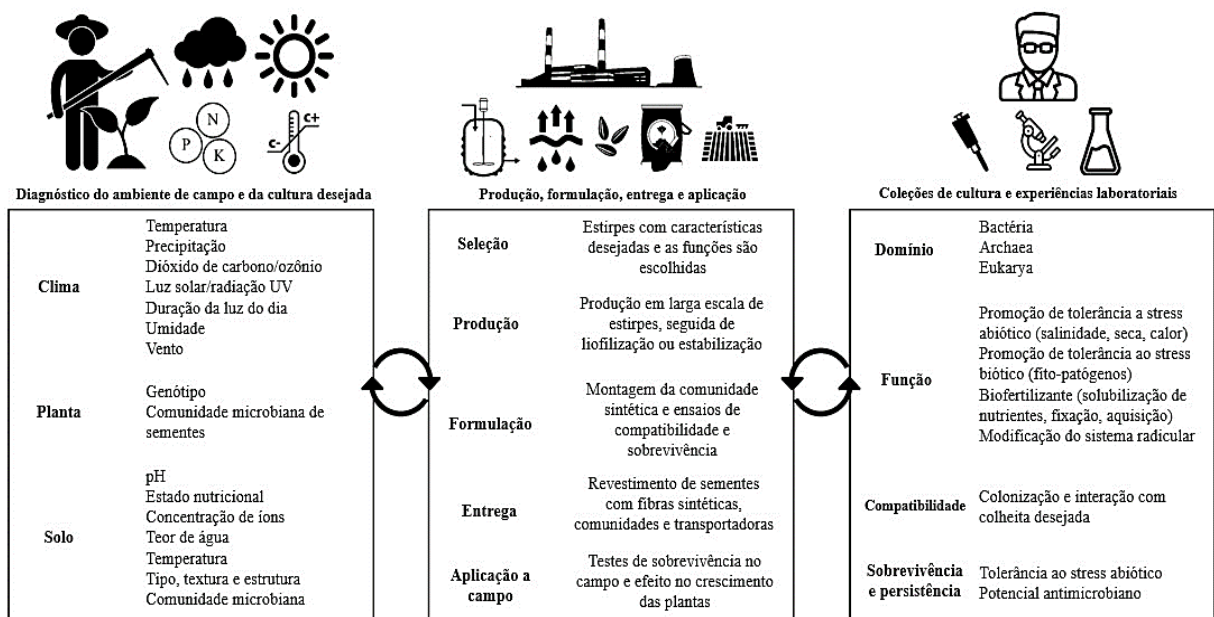 N
P
K
C+
C-
Diagnóstico do ambiente de campo e da cultura desejada
Clima
Temperatura
Precipitação
Dióxido de carbono/ozônio
Luz solar/radiação UV
Duração da luz do dia
Umidade
Vento
Planta
Genótipo
Comunidade microbiana de
sementes
Solo
pH
Estado nutricional
Concentração de íons
Teor de água
Temperatura
Tipo, textura e estrutura
Comunidade microbiana
Produção, formulação, entrega e aplicação
Seleção
Estirpes com características
desejadas e as funções são
escolhidas
Produção
Produção em larga escala de
estirpes, seguida de
liofilização ou estabilização
Formulação
Montagem da comunidade
sintética e ensaios de
compatibilidade e
sobrevivência
Entrega
Revestimento de sementes
com fibras sintéticas,
comunidades e transportadoras
Aplicação a
campo
Testes de sobrevivência no
campo e efeito no crescimento
das plantas
Coleções de cultura e experiências laboratoriais
Domínio
Bactéria
Archaea
Eukarya
Função
Promoção de tolerância a stress
abiótico (salinidade, seca, calor)
Promoção de tolerância ao stress
biótico (fito-patógenos)
Biofertilizante (solubilização de
nutrientes, fixação, aquisição)
Modificação do sistema radicular
Compatibilidade
Colonização e interação com
colheita desejada
Sobrevivência
e persistência
Tolerância ao stress abiótico
Potencial antimicrobiano